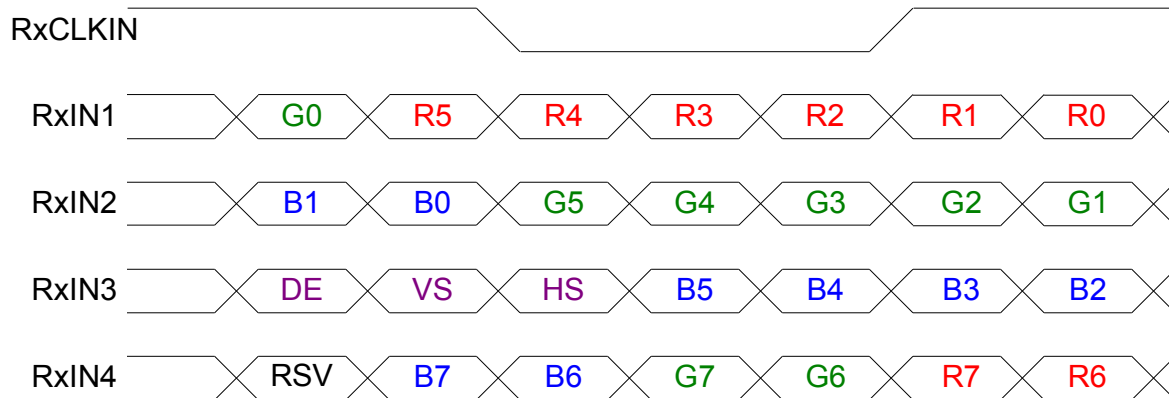 RxCLKIN
RxIN1 G0 R5 R4 R3 R2 R1 R0
RxIN2 B1 B0 G5 G4 G3 G2 G1
RxIN3 DE VS HS B5 B4 B3 B2
RxIN4 RSV B7 B6 G7 G6 R7 R6